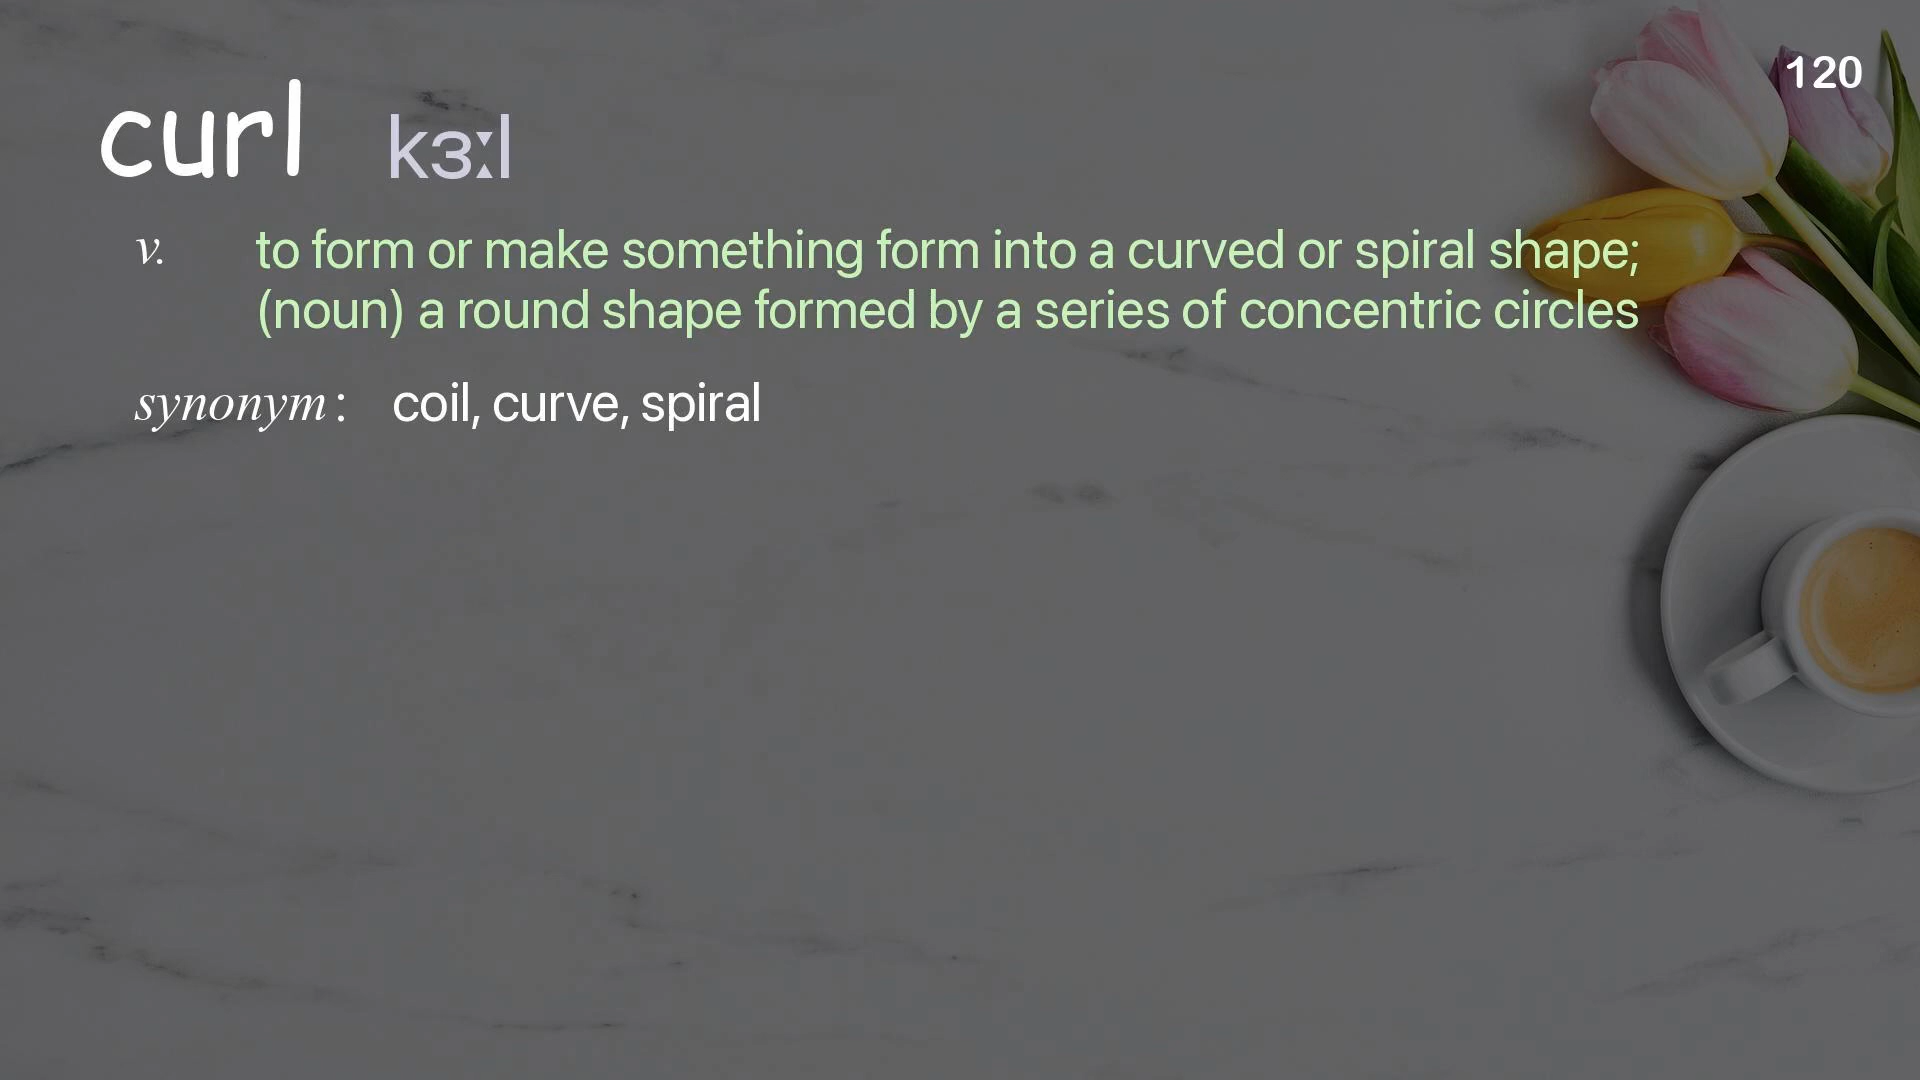 120
curl kɜːl
v. to form or make something form into a curved or spiral shape;
(noun) a round shape formed by a series of concentric circles
synonym: coil, curve, spiral